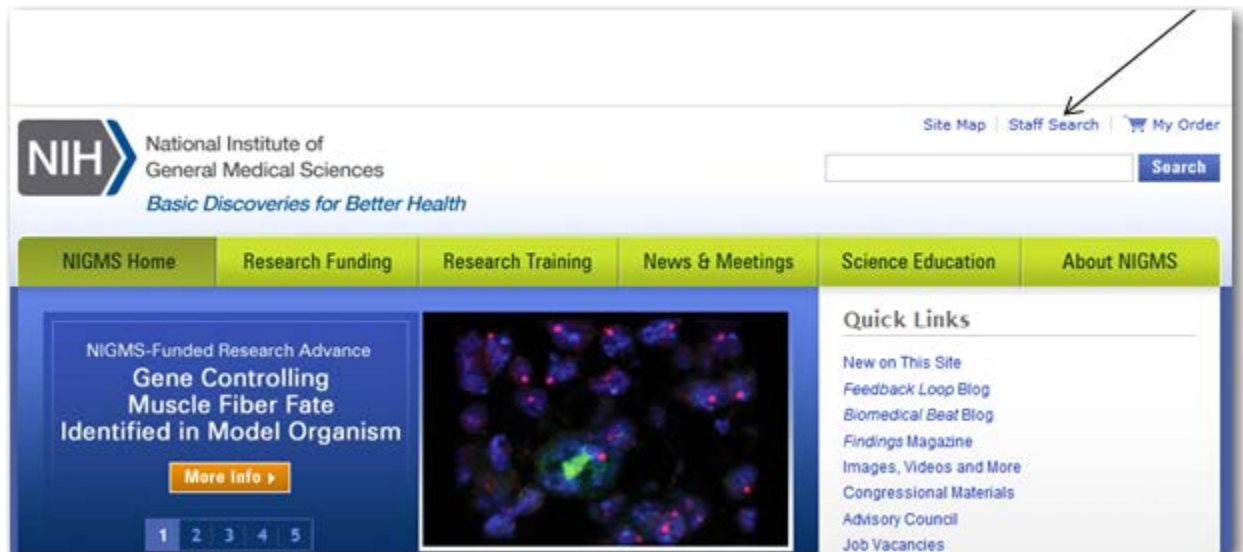 Site Map | Staff Search | My Order
NIH
National Institute of
General Medical Sciences
Basic Discoveries for Better Health
Search
NIGMS Home
Research Funding
Research Training
News & Meetings
Science Education
About NIGMS
NIGMS-Funded Research Advance
Gene Controlling
Muscle Fiber Fate
Identified in Model Organism
More Info
1 2 3 4 5
Quick Links
New on This Site
Feedback Loop Blog
Biomedical Beat Blog
Findings Magazine
Images, Videos and More
Congressional Materials
Advisory Council
Job Vacancies